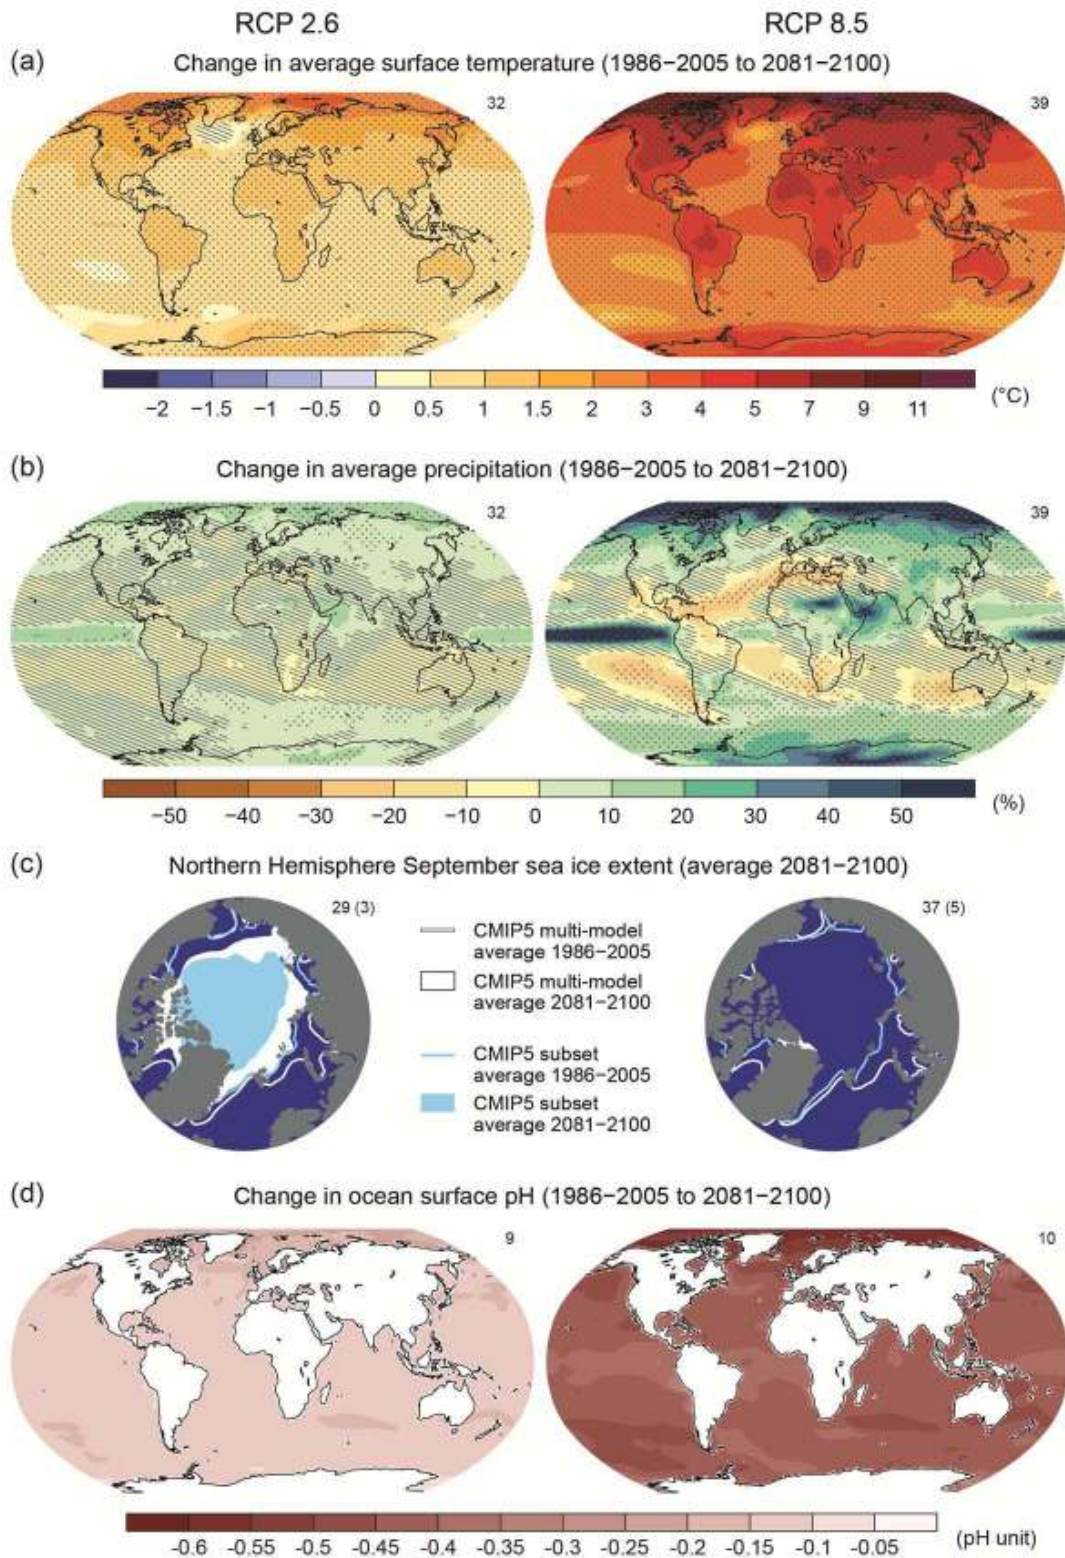 RCP 2.6
RCP 8.5
(a)
Change in average surface temperature (1986−2005 to 2081−2100)
32
39
−2 −1.5 −1 −0.5 0 0.5 1 1.5 2 3 4 5 7 9 11 (°C)
(b)
Change in average precipitation (1986−2005 to 2081−2100)
32
39
−50 −40 −30 −20 −10 0 10 20 30 40 50 (%)
(c)
Northern Hemisphere September sea ice extent (average 2081−2100)
29 (3)
37 (5)
CMIP5 multi-model
average 1986−2005
CMIP5 multi-model
average 2081−2100
CMIP5 subset
average 1986−2005
CMIP5 subset
average 2081−2100
(d)
Change in ocean surface pH (1986−2005 to 2081−2100)
9
10
-0.6 -0.55 -0.5 -0.45 -0.4 -0.35 -0.3 -0.25 -0.2 -0.15 -0.1 -0.05 (pH unit)